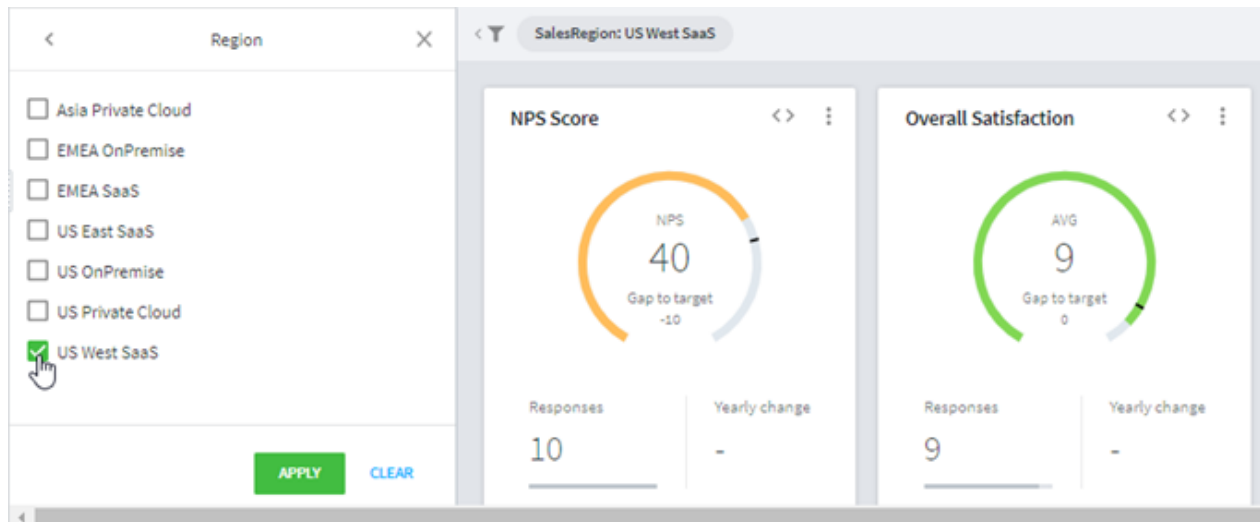 Region
Asia Private Cloud
EMEA OnPremise
EMEA SaaS
US East SaaS
US OnPremise
US Private Cloud
US West SaaS
APPLY CLEAR
SalesRegion: US West SaaS
NPS Score
NPS
40
Gap to target
-10
Responses Yearly change
10 -
Overall Satisfaction
AVG
9
Gap to target
0
Responses Yearly change
9 -